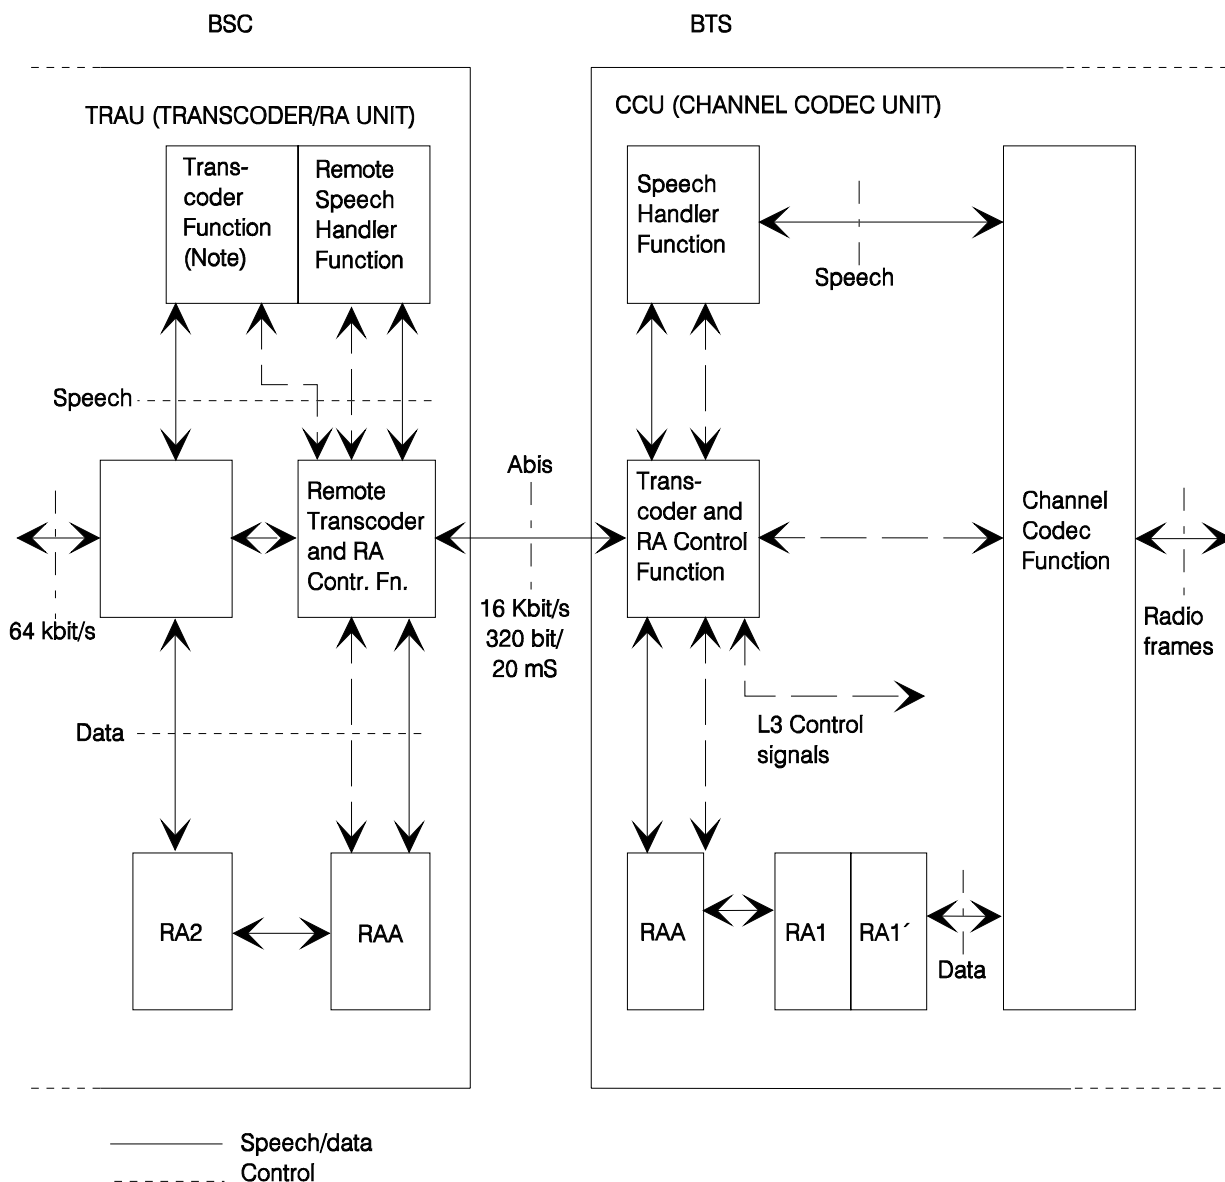 BSC
BTS
TRAU (TRANSCODER/RA UNIT)
CCU (CHANNEL CODEC UNIT)
Trans-
coder
Function
(Note)
Remote
Speech
Handler
Function
Speech
Handler
Function
Speech
Speech
Abis
Remote
Transcoder
and RA
Contr. Fn.
Trans-
coder and
RA Control
Function
Channel
Codec
Function
64 kbit/s
16 Kbit/s
320 bit/
20 mS
Radio
frames
L3 Control
signals
Data
RA2
RAA
RAA
RA1
RA1´
Data
Speech/data
Control